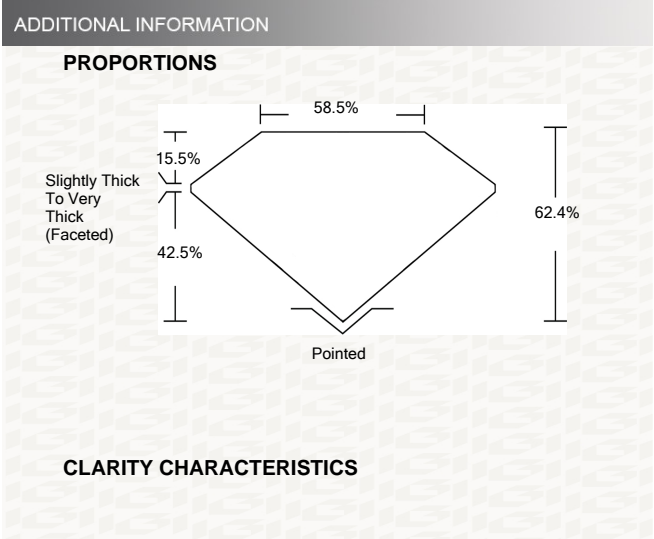 ADDITIONAL INFORMATION
PROPORTIONS
58.5%
15.5%
Slightly Thick
To Very
Thick
(Faceted)
62.4%
42.5%
Pointed
CLARITY CHARACTERISTICS